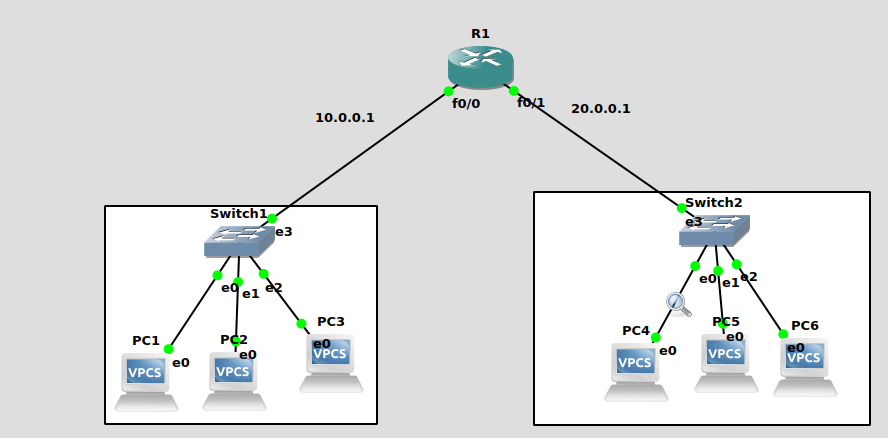 R1
f0/0
f0/1
10.0.0.1
20.0.0.1
Switch1
e3
e0
e1
e2
PC1
e0
VPCS
PC2
e0
VPCS
PC3
e0
VPCS
Switch2
e3
e0
e1
e2
PC4
e0
VPCS
PC5
e0
VPCS
PC6
e0
VPCS